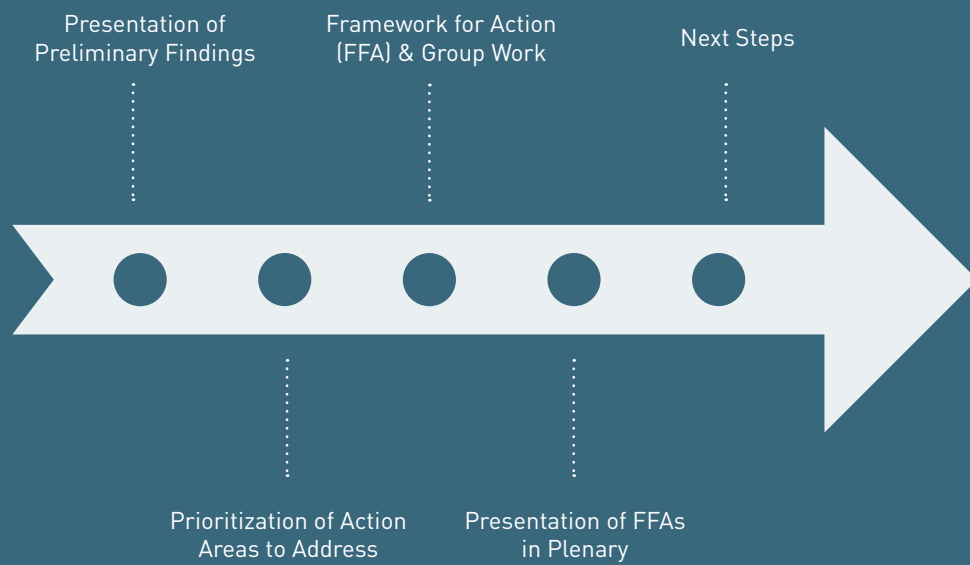 Presentation of
Preliminary Findings
Framework for Action
(FFA) & Group Work
Next Steps
Prioritization of Action
Areas to Address
Presentation of FFAs
in Plenary